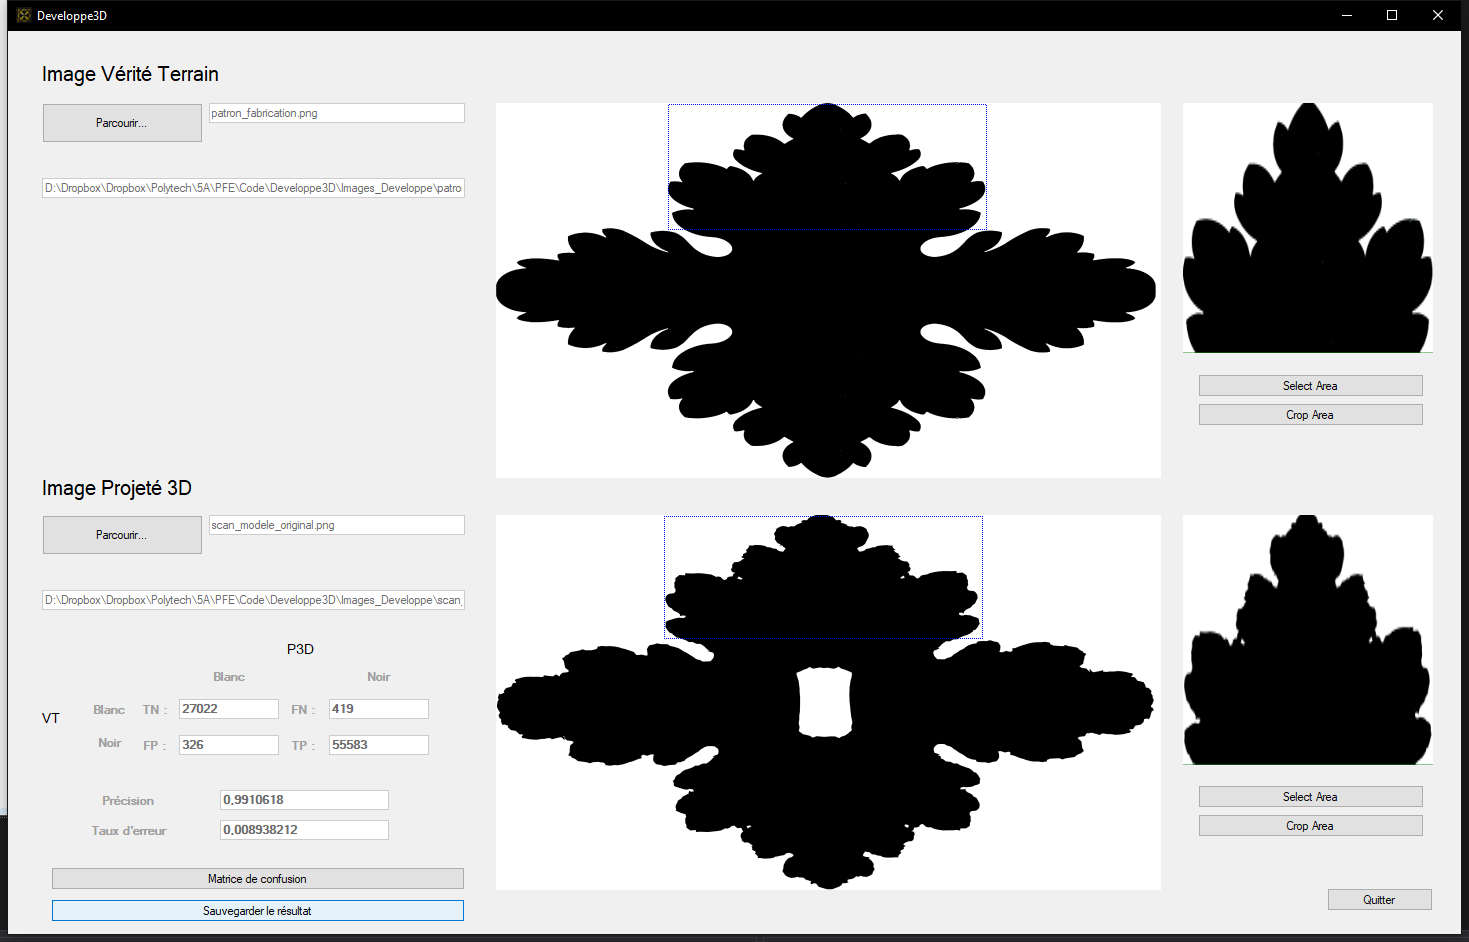 Developpe3D
Image Vérité Terrain
Parcourir...
patron_fabrication.png
D:\Dropbox\Dropbox\Polytech\5A\PFE\Code\Developpe3D\Images_Developpe\patro
Select Area
Crop Area
Image Projeté 3D
Parcourir...
scan_modele_original.png
D:\Dropbox\Dropbox\Polytech\5A\PFE\Code\Developpe3D\Images_Developpe\scan_
P3D
Blanc Noir
VT
Blanc TN : 27022 FN : 419
Noir FP : 326 TP : 55583
Précision 0,9910618
Taux d'erreur 0,008938212
Matrice de confusion
Sauvegarder le résultat
Select Area
Crop Area
Quitter